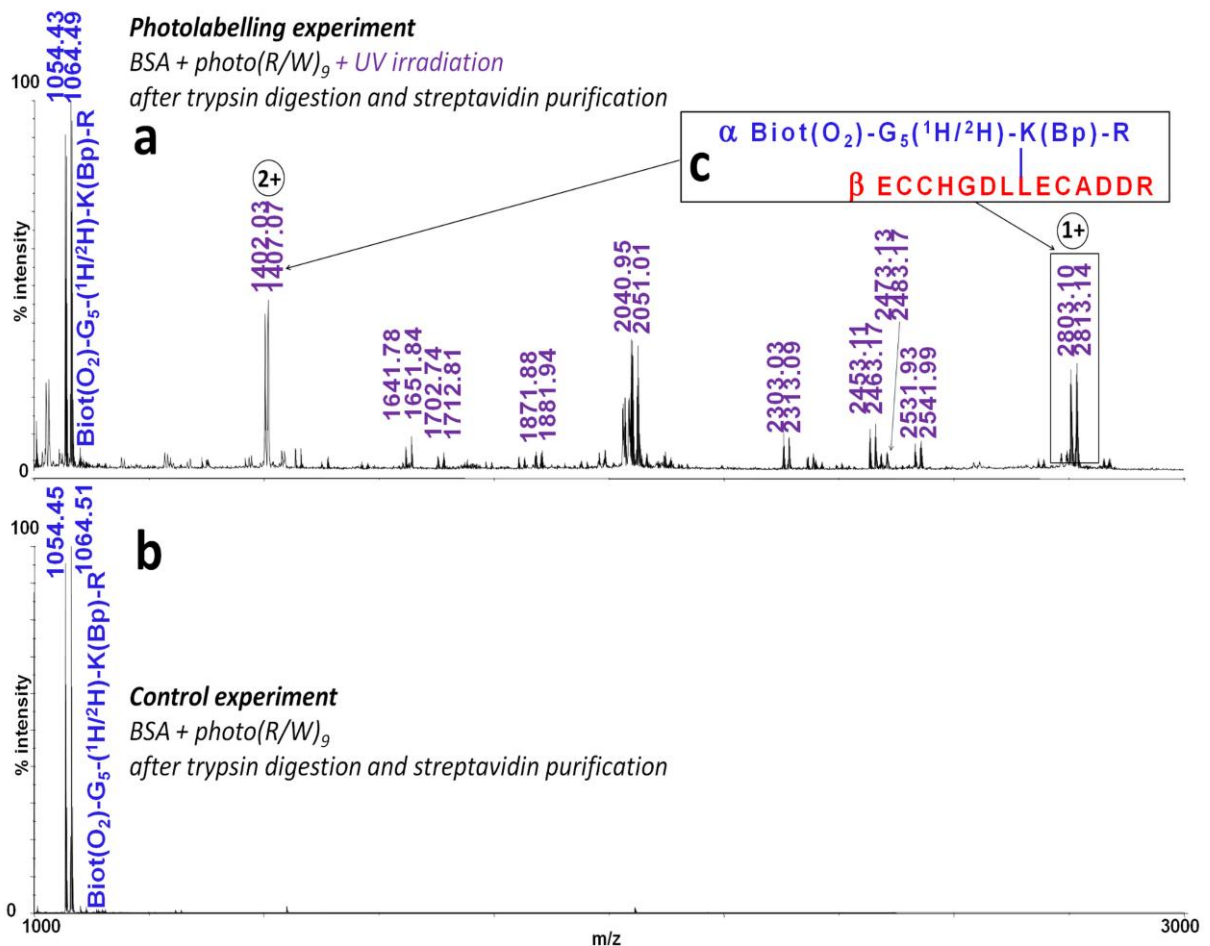 Photolabelling experiment
BSA + photo(R/W)₉ + UV irradiation
after trypsin digestion and streptavidin purification
a
100
% intensity
0
1054.43
1064.49
Biot(O₂)-G₅-(¹H/²H)-K(Bp)-R
2+
1402.03
1407.07
1641.78
1651.84
1702.74
1712.81
1871.88
1881.94
2040.95
2051.01
2303.03
2313.09
2453.11
2463.17
2473.13
2483.17
2531.93
2541.99
1+
2803.10
2813.14
c
α Biot(O₂)-G₅(¹H/²H)-K(Bp)-R
β ECCHGDLLECADDR
b
100
% intensity
0
1054.45
1064.51
Biot(O₂)-G₅-(¹H/²H)-K(Bp)-R
Control experiment
BSA + photo(R/W)₉
after trypsin digestion and streptavidin purification
1000
m/z
3000